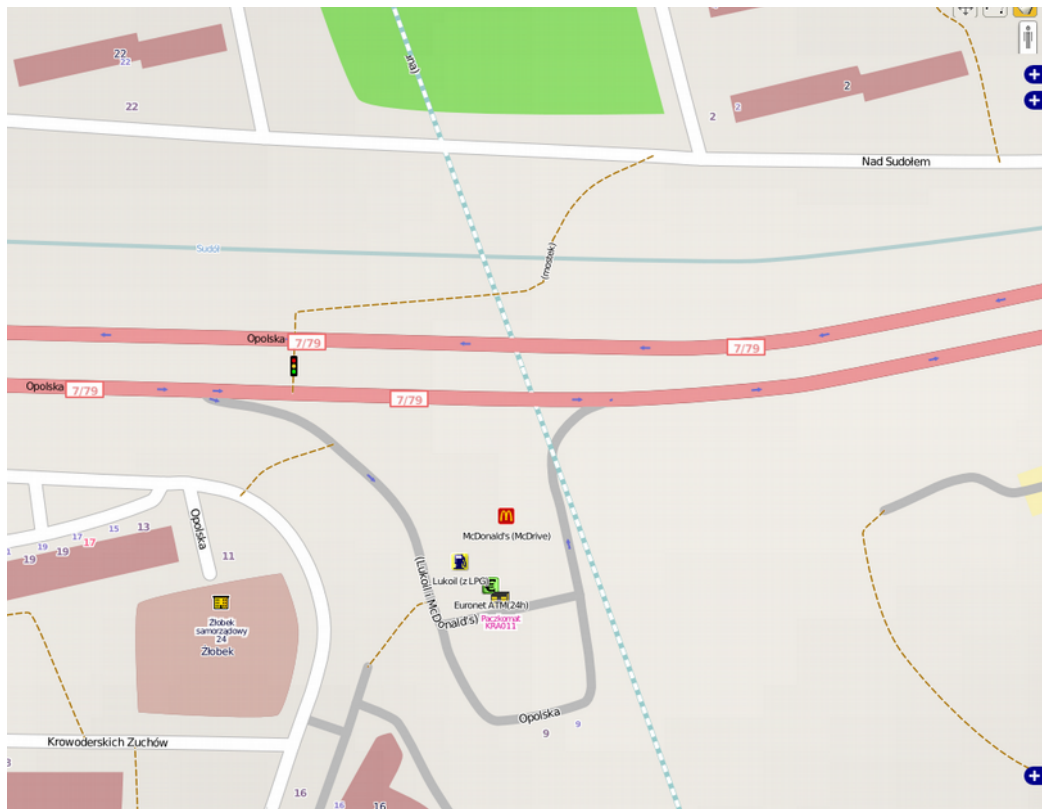 ona)
22
22
22
2
2
2
Nad Sudołem
Sudół
(mostek)
Opolska
7/79
7/79
Opolska
7/79
7/79
McDonald's (McDrive)
Lukoil (z LPG)
Euronet ATM(24h)
Paczkomat
KRA011
(Lukoil i McDonald's)
Opolska
13
15
17
17
19
19
11
Żłobek
samorządowy
24
Żłobek
Opolska
9
9
Krowoderskich Zuchów
16
16
16